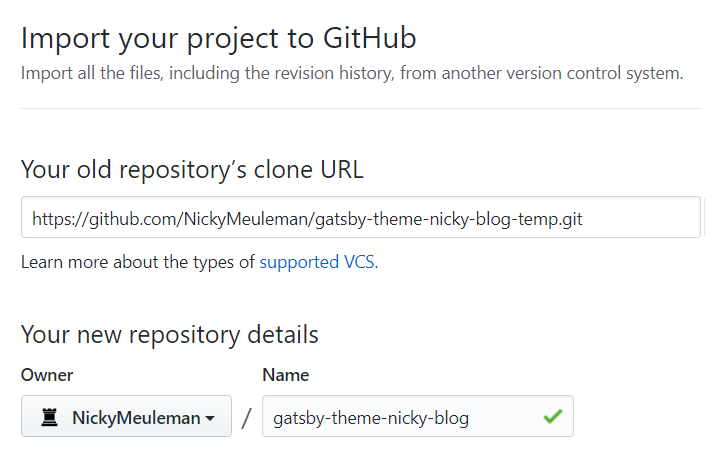 Import your project to GitHub
Import all the files, including the revision history, from another version control system.
Your old repository’s clone URL
https://github.com/NickyMeuleman/gatsby-theme-nicky-blog-temp.git
Learn more about the types of supported VCS.
Your new repository details
Owner Name
NickyMeuleman / gatsby-theme-nicky-blog